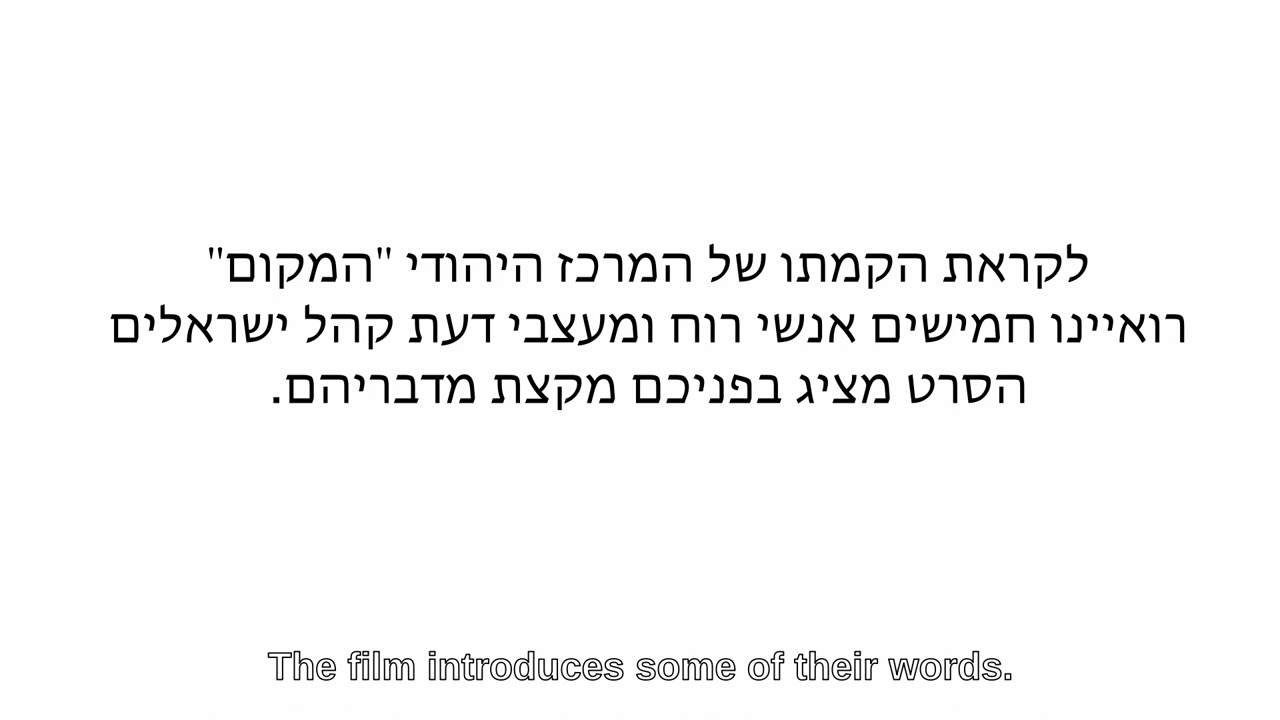 לקראת הקמתו של המרכז היהודי "המקום"
רואיינו חמישים אנשי רוח ומעצבי דעת קהל ישראלים
הסרט מציג בפניכם מקצת מדבריהם.
The film introduces some of their words.